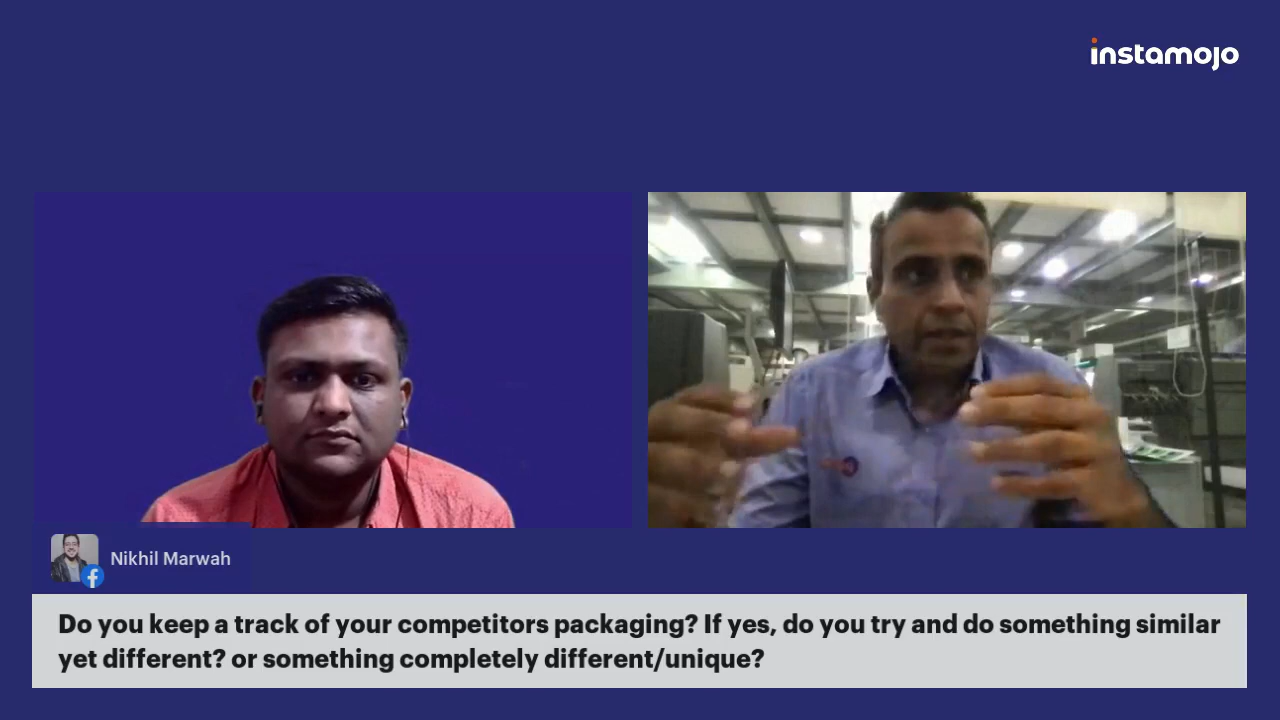 instamojo
Nikhil Marwah
Do you keep a track of your competitors packaging? If yes, do you try and do something similar
yet different? or something completely different/unique?